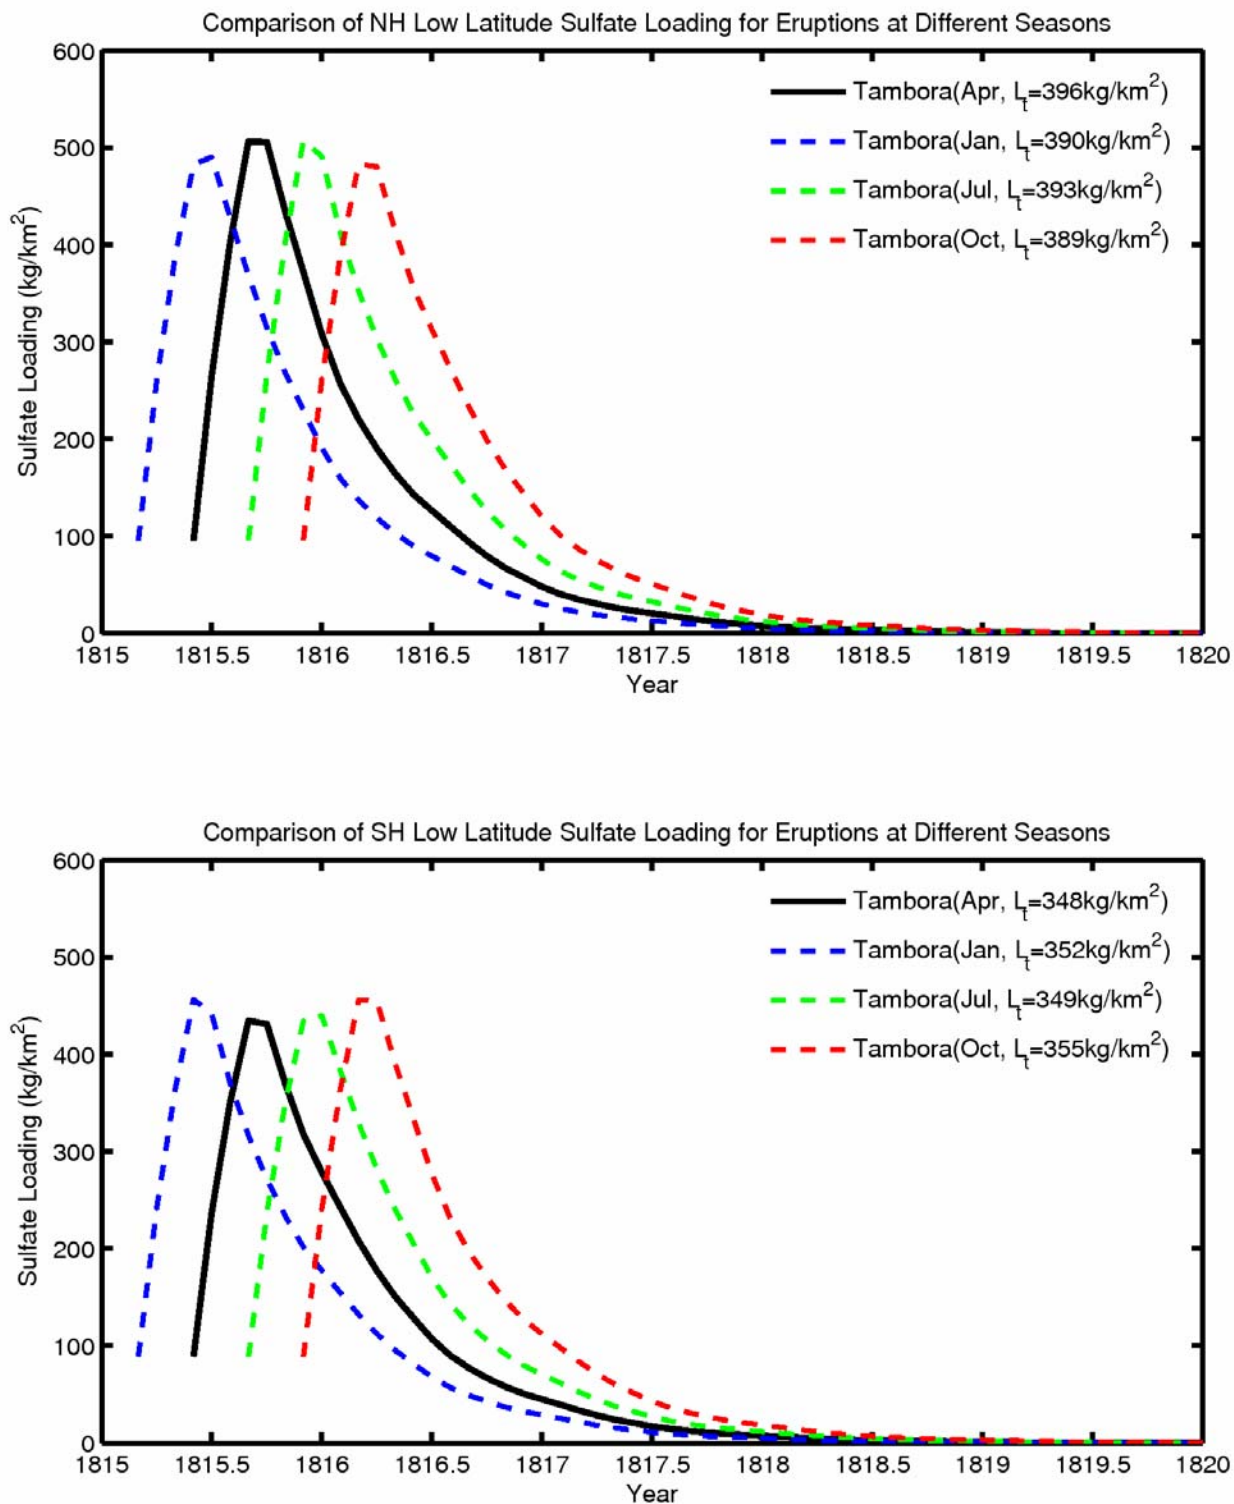 Comparison of NH Low Latitude Sulfate Loading for Eruptions at Different Seasons
600
500
400
300
200
100
0
Sulfate Loading (kg/km²)
Tambora(Apr, Lt=396kg/km²)
Tambora(Jan, Lt=390kg/km²)
Tambora(Jul, Lt=393kg/km²)
Tambora(Oct, Lt=389kg/km²)
1815 1815.5 1816 1816.5 1817 1817.5 1818 1818.5 1819 1819.5 1820
Year
Comparison of SH Low Latitude Sulfate Loading for Eruptions at Different Seasons
600
500
400
300
200
100
0
Sulfate Loading (kg/km²)
Tambora(Apr, Lt=348kg/km²)
Tambora(Jan, Lt=352kg/km²)
Tambora(Jul, Lt=349kg/km²)
Tambora(Oct, Lt=355kg/km²)
1815 1815.5 1816 1816.5 1817 1817.5 1818 1818.5 1819 1819.5 1820
Year